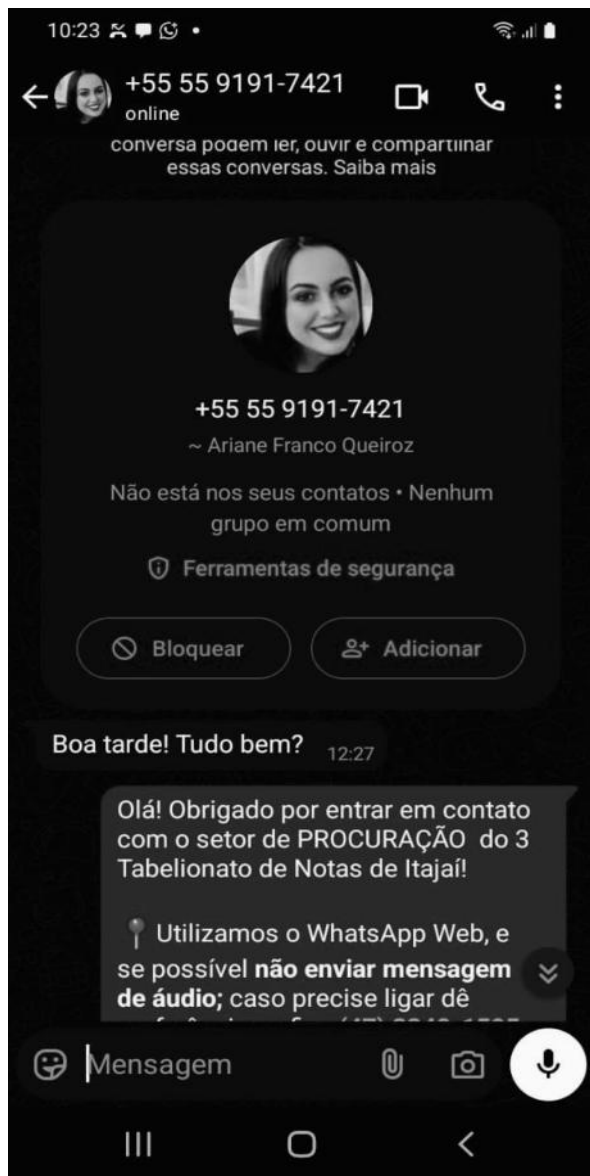 10:23
+55 55 9191-7421
online
conversa podem ler, ouvir e compartilhar
essas conversas. Saiba mais
+55 55 9191-7421
~ Ariane Franco Queiroz
Não está nos seus contatos • Nenhum
grupo em comum
Ferramentas de segurança
Bloquear
Adicionar
Boa tarde! Tudo bem? 12:27
Olá! Obrigado por entrar em contato
com o setor de PROCURAÇÃO do 3
Tabelionato de Notas de Itajaí!
📍 Utilizamos o WhatsApp Web, e
se possível não enviar mensagem
de áudio; caso precise ligar dê
Mensagem